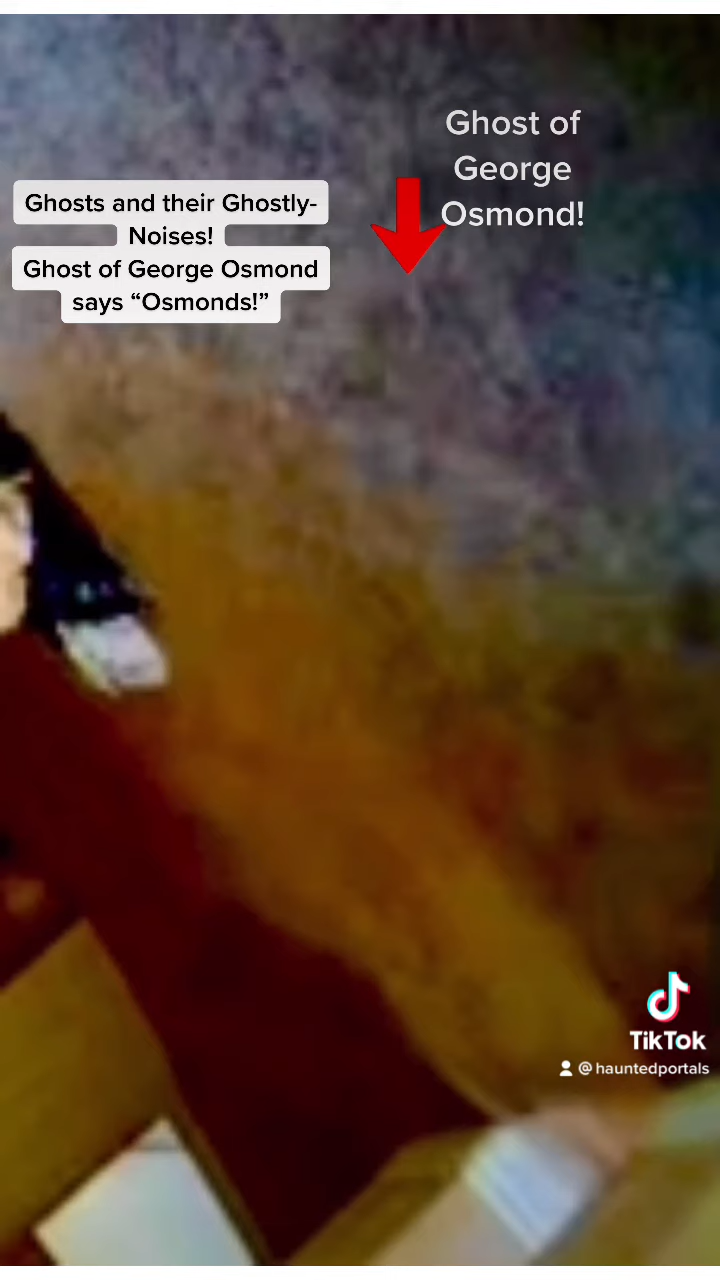 Ghost of
George
Osmond!
Ghosts and their Ghostly-
Noises!
Ghost of George Osmond
says “Osmonds!”
TikTok
@hauntedportals